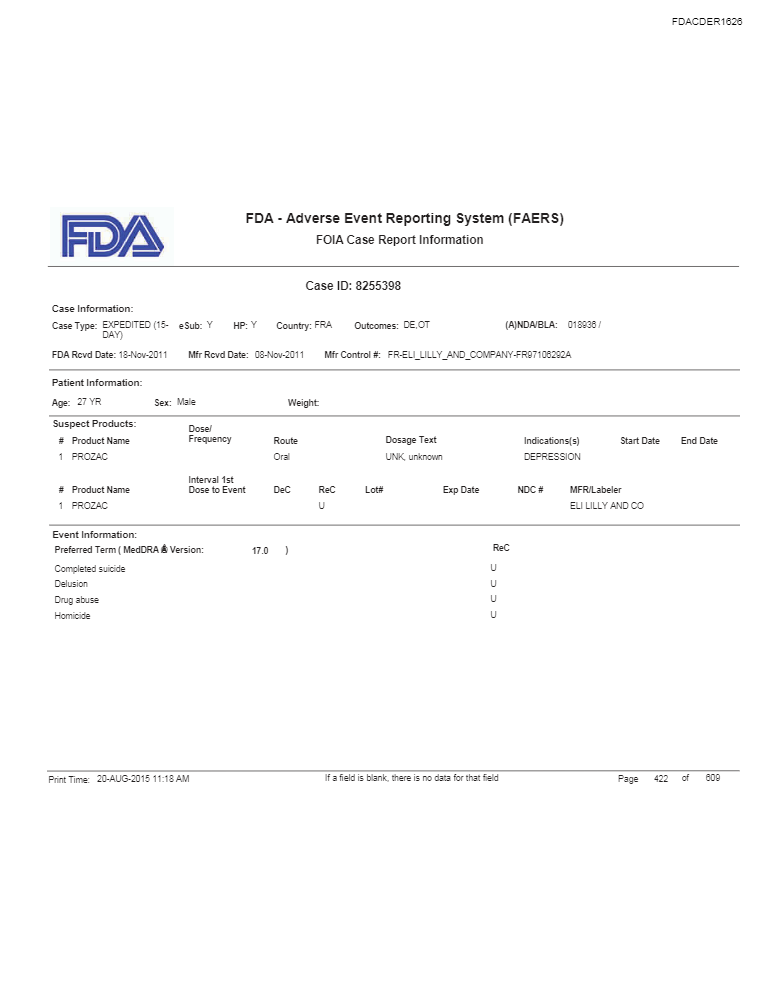 FDACDER1626
FDA
FDA - Adverse Event Reporting System (FAERS)
FOIA Case Report Information
Case ID: 8255398
Case Information:
Case Type: EXPEDITED (15-DAY) eSub: Y HP: Y Country: FRA Outcomes: DE,OT (A)NDA/BLA: 018936 /
FDA Rcvd Date: 18-Nov-2011 Mfr Rcvd Date: 08-Nov-2011 Mfr Control #: FR-ELI_LILLY_AND_COMPANY-FR97106292A
Patient Information:
Age: 27 YR Sex: Male Weight:
Suspect Products:
# Product Name Dose/Frequency Route Dosage Text Indications(s) Start Date End Date
1 PROZAC Oral UNK, unknown DEPRESSION
# Product Name Interval 1st Dose to Event DeC ReC Lot# Exp Date NDC # MFR/Labeler
1 PROZAC U ELI LILLY AND CO
Event Information:
Preferred Term ( MedDRA Version: 17.0 ) ReC
Completed suicide U
Delusion U
Drug abuse U
Homicide U
Print Time: 20-AUG-2015 11:18 AM If a field is blank, there is no data for that field Page 422 of 609